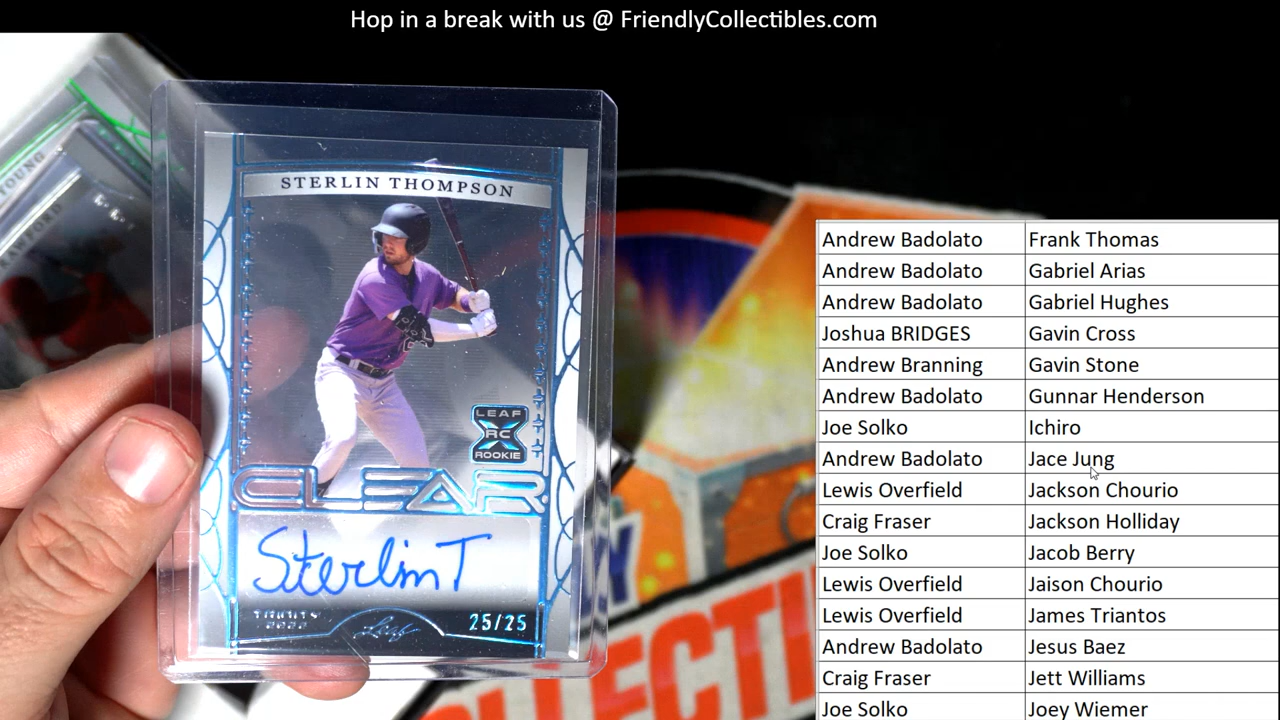 Hop in a break with us @ FriendlyCollectibles.com
YOUNG
STERLIN THOMPSON
LEAF
RC
ROOKIE
CLEAR
Sterlin T
Leaf
25/25
COLLECTI
Andrew Badolato Frank Thomas
Andrew Badolato Gabriel Arias
Andrew Badolato Gabriel Hughes
Joshua BRIDGES Gavin Cross
Andrew Branning Gavin Stone
Andrew Badolato Gunnar Henderson
Joe Solko Ichiro
Andrew Badolato Jace Jung
Lewis Overfield Jackson Chourio
Craig Fraser Jackson Holliday
Joe Solko Jacob Berry
Lewis Overfield Jaison Chourio
Lewis Overfield James Triantos
Andrew Badolato Jesus Baez
Craig Fraser Jett Williams
Joe Solko Joey Wiemer